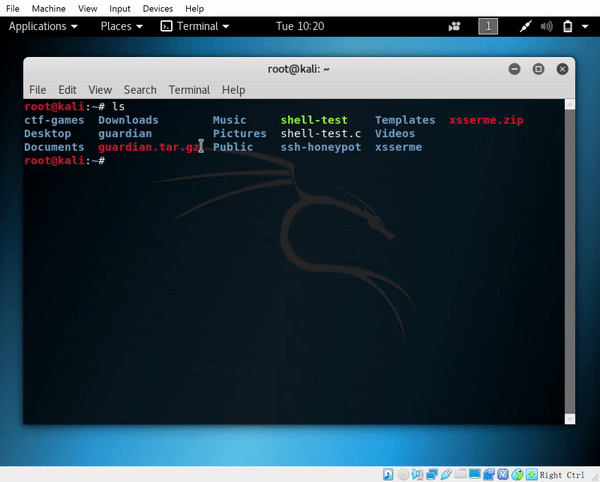 File Machine View Input Devices Help
Applications Places Terminal Tue 10:20 1
root@kali: ~
File Edit View Search Terminal Help
root@kali:~# ls
ctf-games Downloads Music shell-test Templates xsserme.zip
Desktop guardian Pictures shell-test.c Videos
Documents guardian.tar.gz Public ssh-honeypot xsserme
root@kali:~#
Right Ctrl